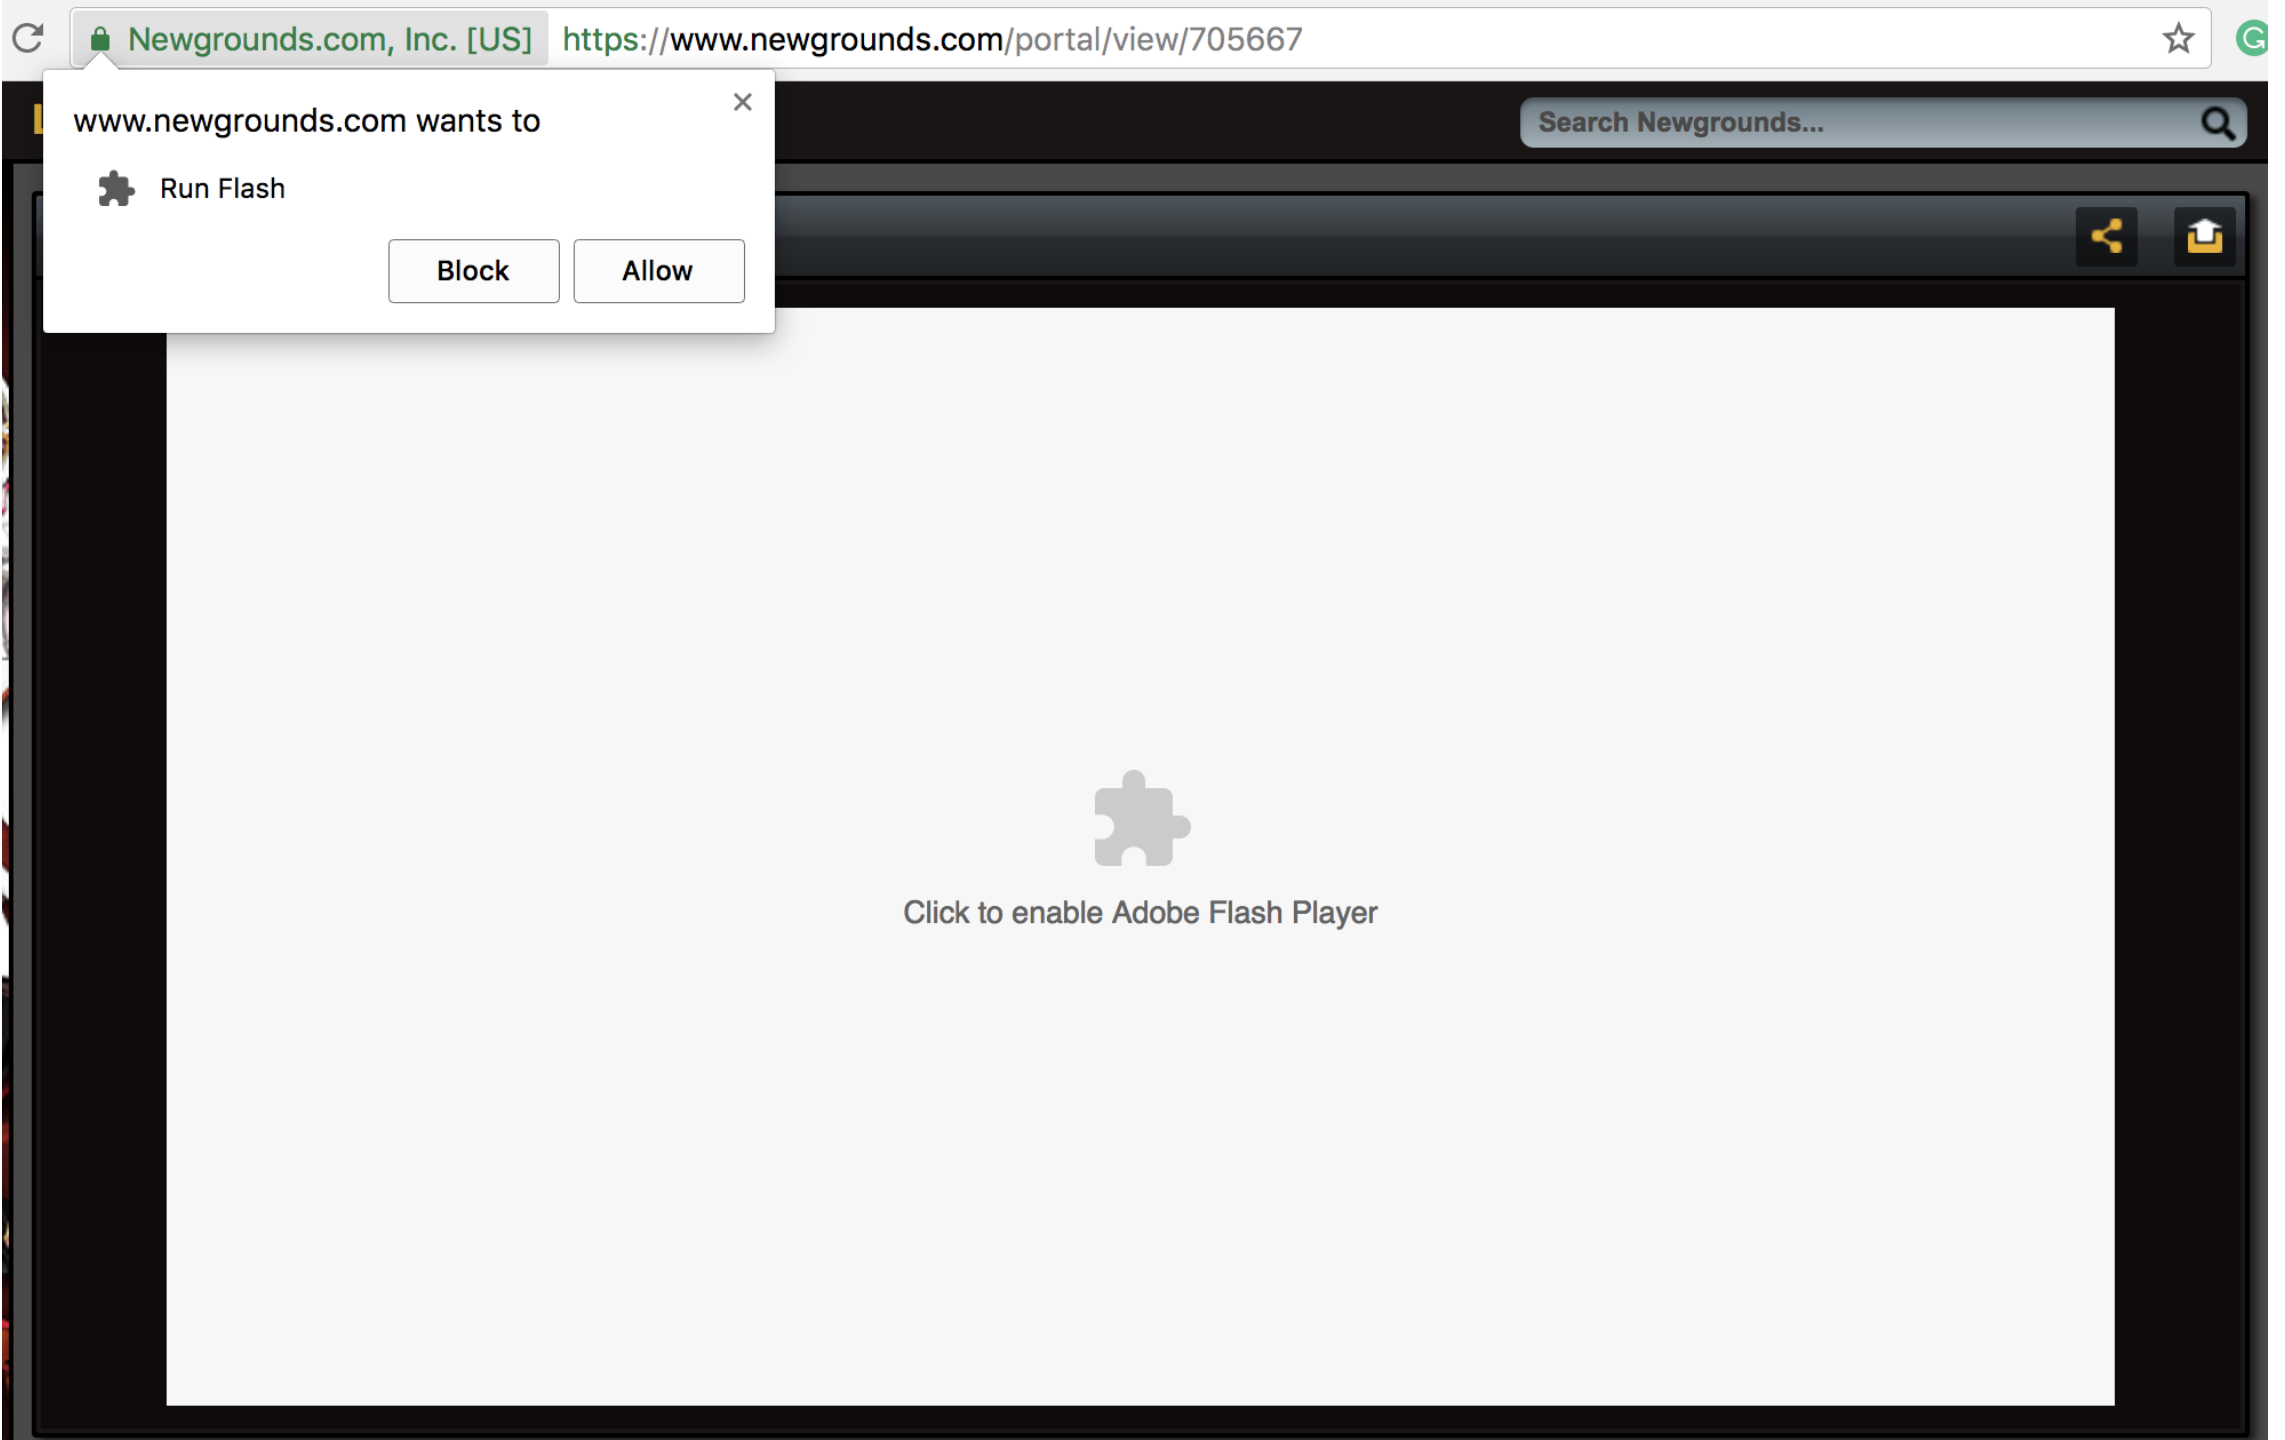 Newgrounds.com, Inc. [US] https://www.newgrounds.com/portal/view/705667
www.newgrounds.com wants to
Run Flash
Block Allow
Search Newgrounds...
Click to enable Adobe Flash Player